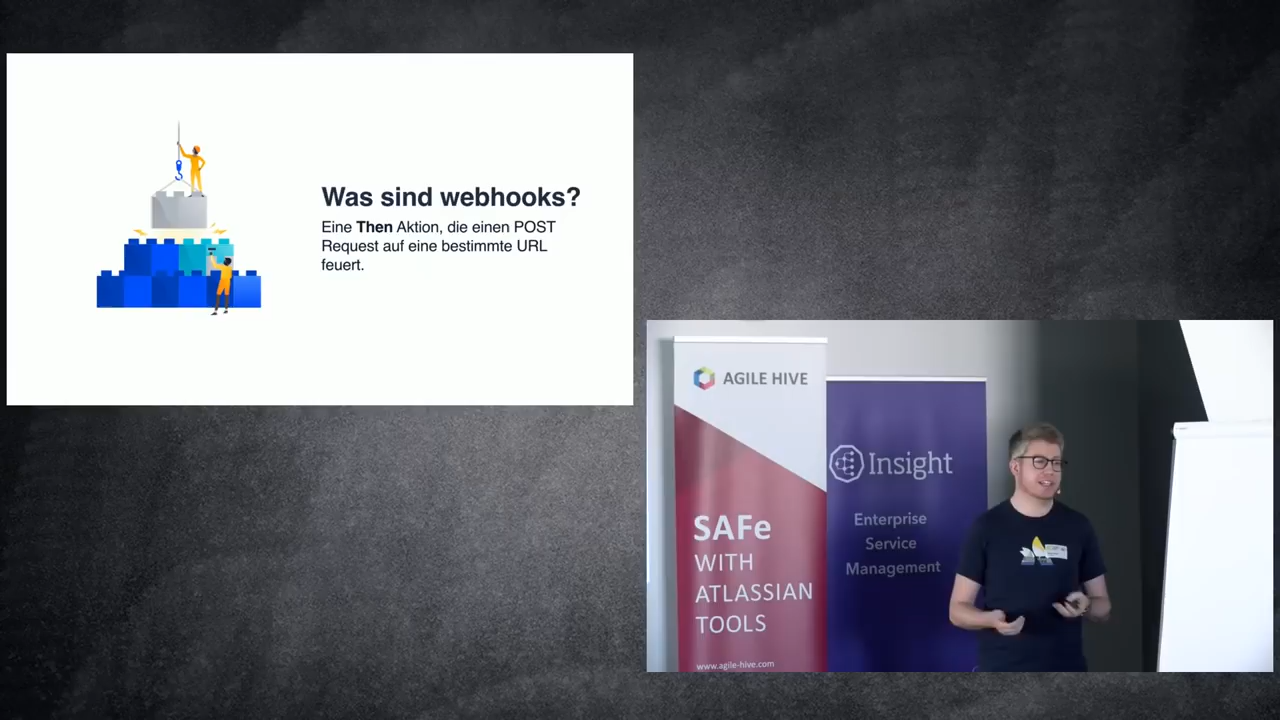 Was sind webhooks?
Eine Then Aktion, die einen POST
Request auf eine bestimmte URL
feuert.
AGILE HIVE
SAFe
WITH
ATLASSIAN
TOOLS
www.agile-hive.com
Insight
Enterprise
Service
Management